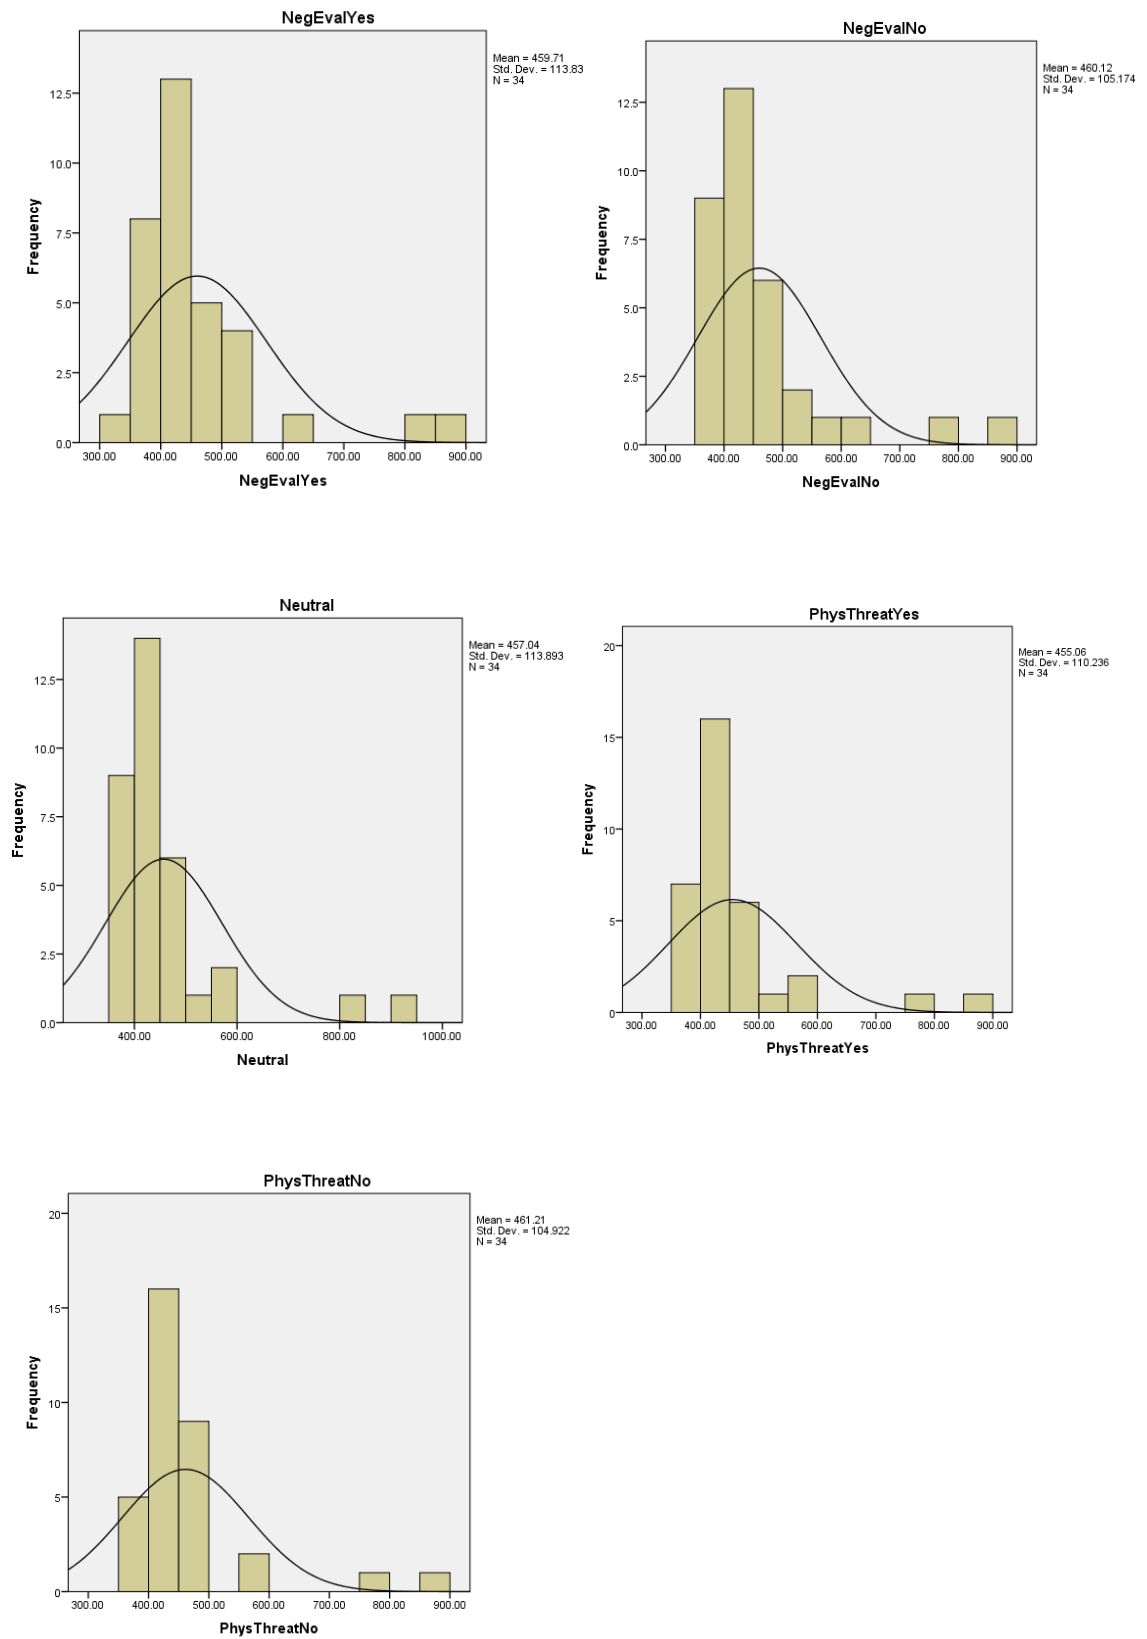 NegEvalYes
Mean = 459.71
Std. Dev. = 113.83
N = 34
12.5
10.0
7.5
5.0
2.5
0.0
Frequency
300.00 400.00 500.00 600.00 700.00 800.00 900.00
NegEvalYes
NegEvalNo
Mean = 460.12
Std. Dev. = 105.174
N = 34
12.5
10.0
7.5
5.0
2.5
0.0
Frequency
300.00 400.00 500.00 600.00 700.00 800.00 900.00
NegEvalNo
Neutral
Mean = 457.04
Std. Dev. = 113.893
N = 34
12.5
10.0
7.5
5.0
2.5
0.0
Frequency
400.00 600.00 800.00 1000.00
Neutral
PhysThreatYes
Mean = 455.06
Std. Dev. = 110.236
N = 34
20
15
10
5
0
Frequency
300.00 400.00 500.00 600.00 700.00 800.00 900.00
PhysThreatYes
PhysThreatNo
Mean = 461.21
Std. Dev. = 104.922
N = 34
20
15
10
5
0
Frequency
300.00 400.00 500.00 600.00 700.00 800.00 900.00
PhysThreatNo